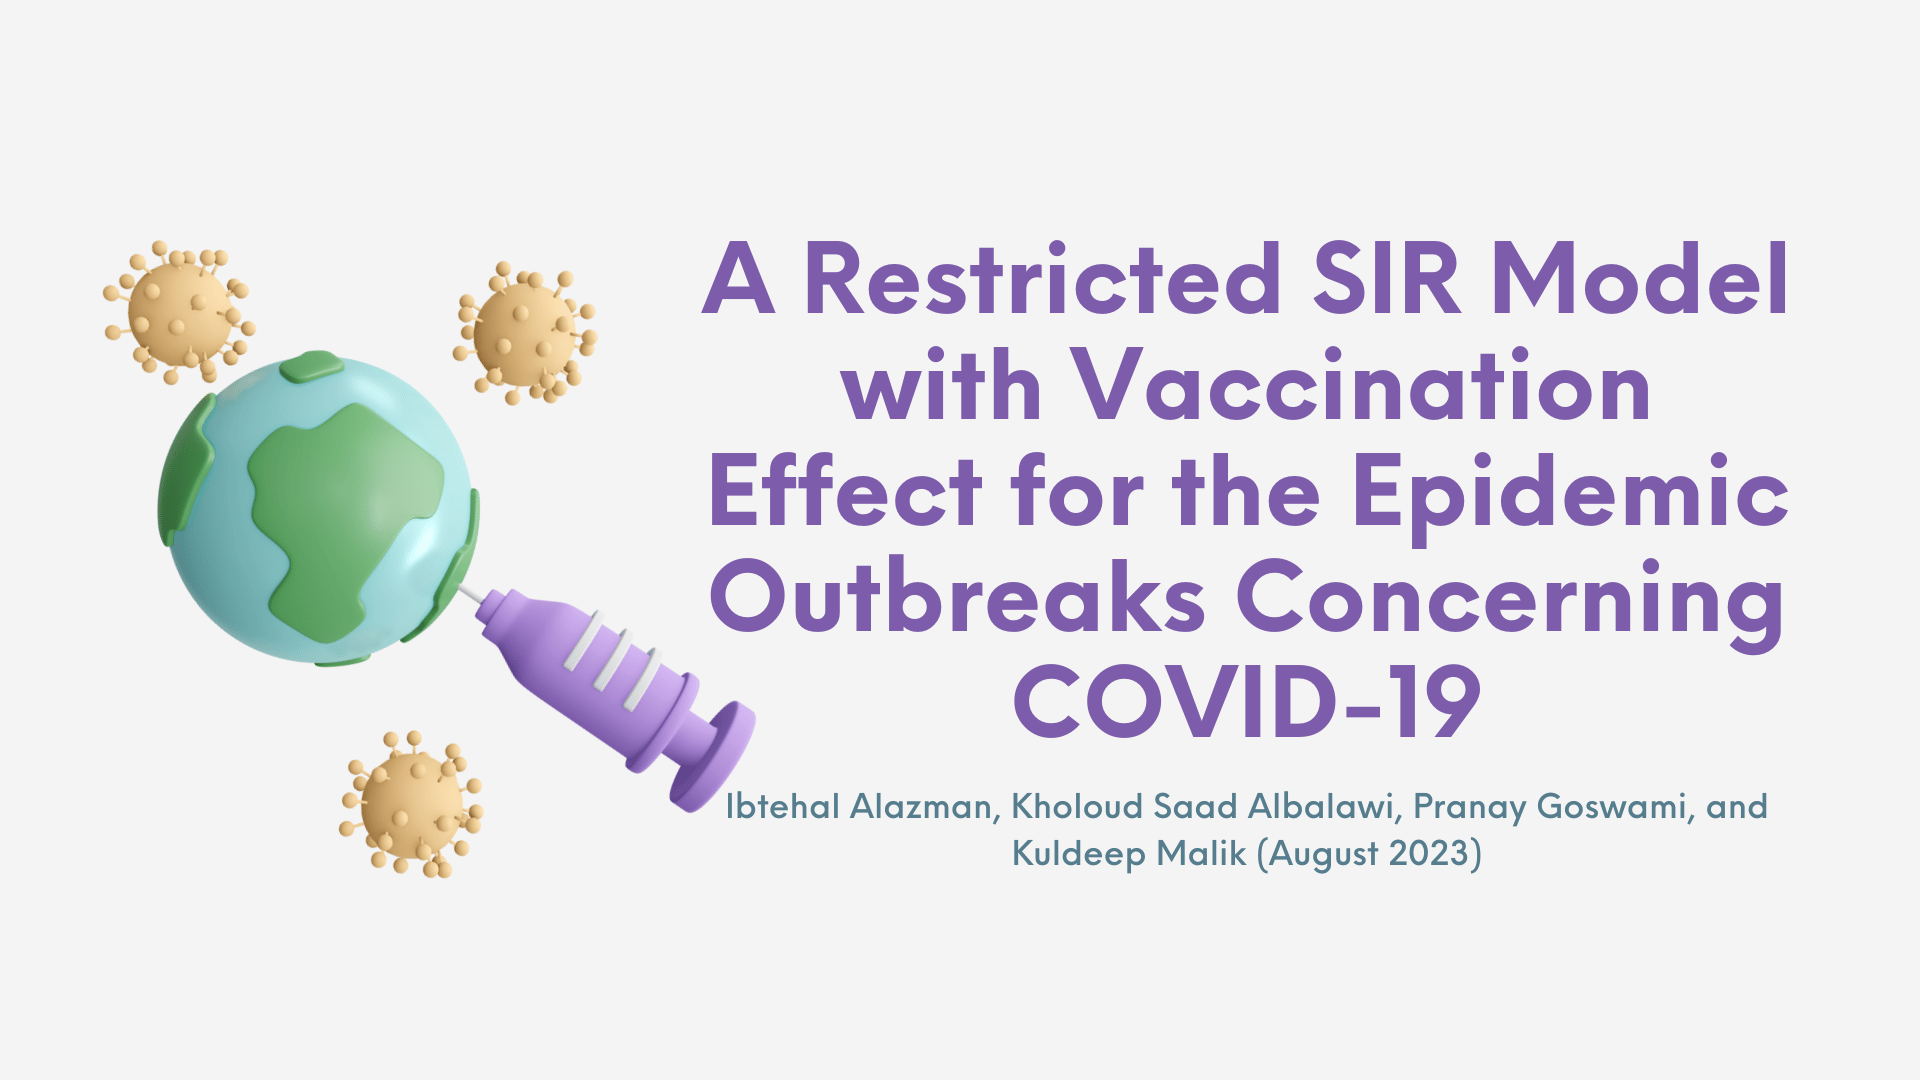 A Restricted SIR Model
with Vaccination
Effect for the Epidemic
Outbreaks Concerning
COVID-19
Ibtehal Alazman, Kholoud Saad Albalawi, Pranay Goswami, and
Kuldeep Malik (August 2023)